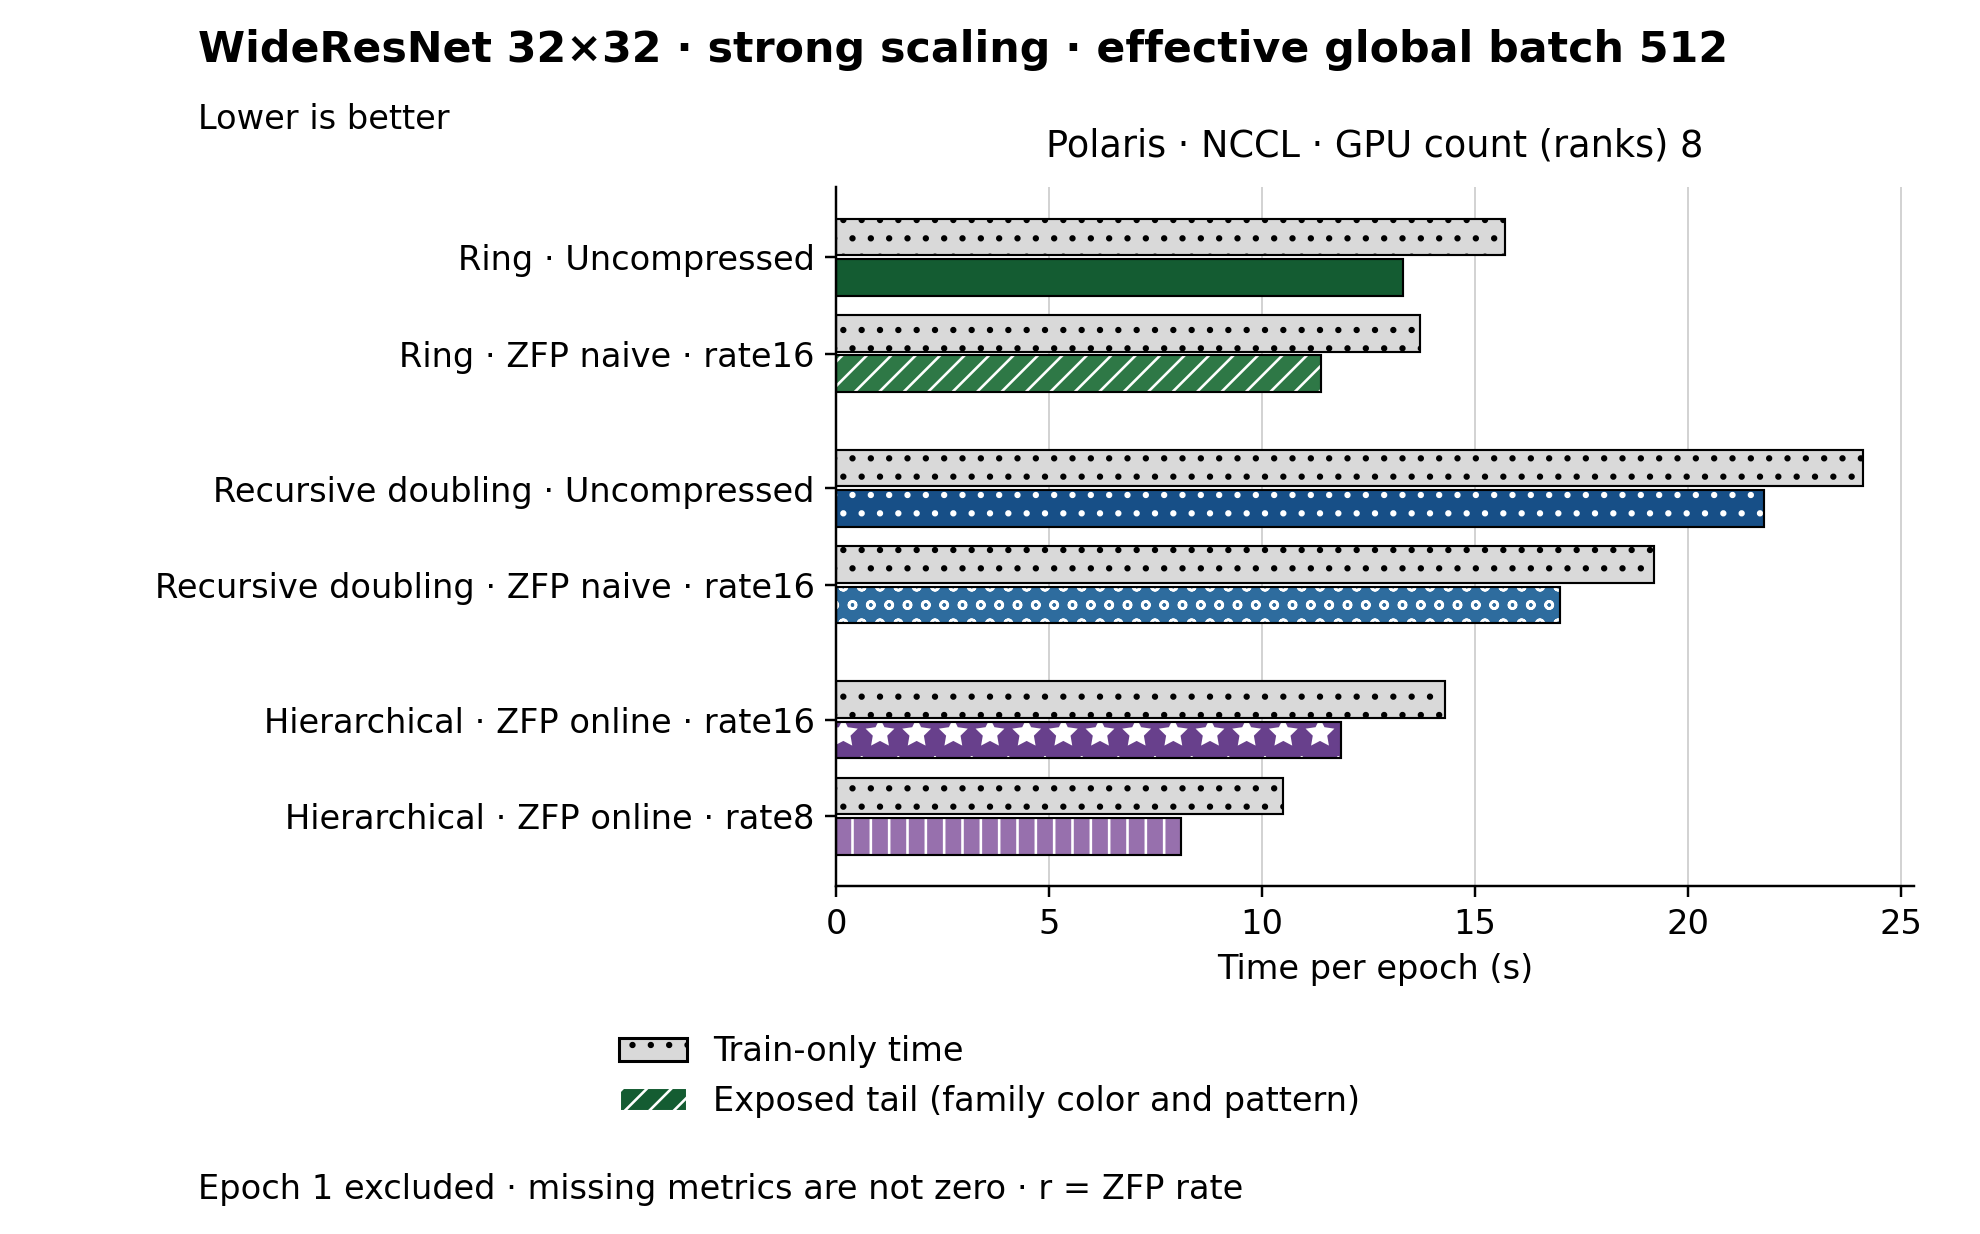 WideResNet 32×32 · strong scaling · effective global batch 512
Lower is better
Polaris · NCCL · GPU count (ranks) 8
Ring · Uncompressed
Ring · ZFP naive · rate16
Recursive doubling · Uncompressed
Recursive doubling · ZFP naive · rate16
Hierarchical · ZFP online · rate16
Hierarchical · ZFP online · rate8
0 5 10 15 20 25
Time per epoch (s)
Train-only time
Exposed tail (family color and pattern)
Epoch 1 excluded · missing metrics are not zero · r = ZFP rate